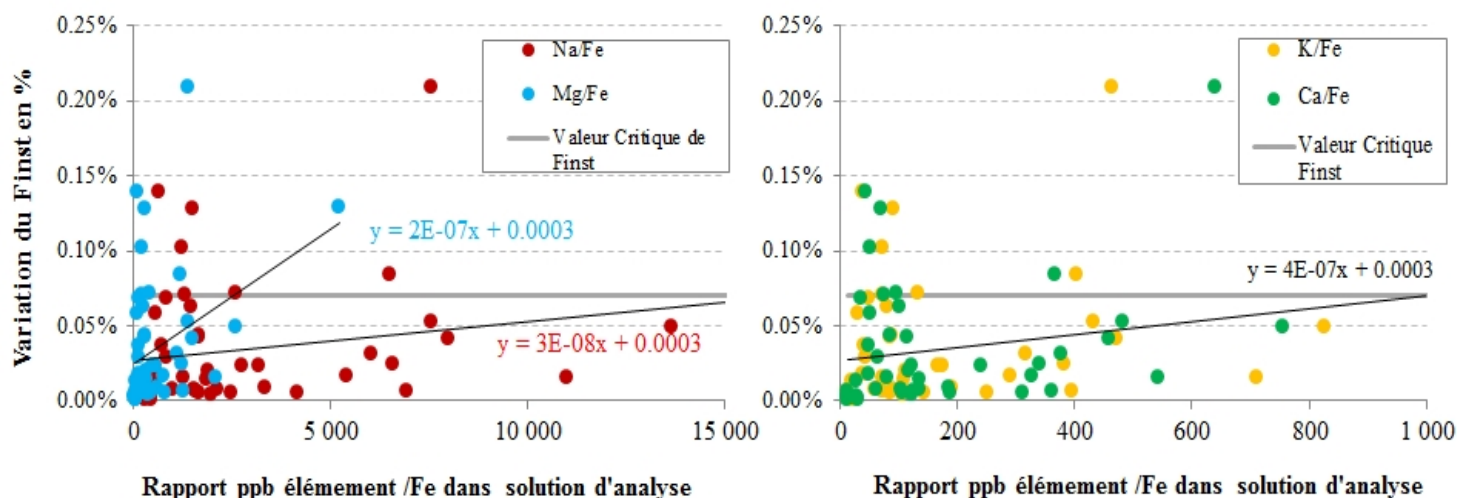 Variation du Finst en %
0.25%
0.20%
0.15%
0.10%
0.05%
0.00%
Na/Fe
Mg/Fe
Valeur Critique de
Finst
y = 2E-07x + 0.0003
y = 3E-08x + 0.0003
0
5 000
10 000
15 000
Rapport ppb élémement /Fe dans solution d'analyse
0.25%
0.20%
0.15%
0.10%
0.05%
0.00%
K/Fe
Ca/Fe
Valeur Critique
Finst
y = 4E-07x + 0.0003
0
200
400
600
800
1 000
Rapport ppb élémement /Fe dans solution d'analyse